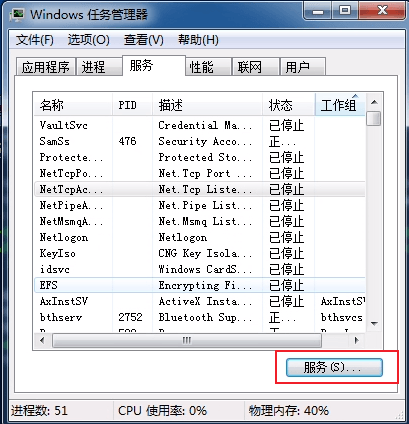 Windows 任务管理器
文件(F) 选项(O) 查看(V) 帮助(H)
应用程序 进程 服务 性能 联网 用户
名称 PID 描述 状态 工作组
VaultSvc Credential Ma... 已停止
SamSs 476 Security Acco... 正...
Protecte... Protected Sto... 已停止
NetTcpPo... Net.Tcp Port ... 已停止
NetTcpAc... Net.Tcp Liste... 已停止
NetPipeA... Net.Pipe List... 已停止
NetMsmqA... Net.Msmq List... 已停止
Netlogon Netlogon 已停止
KeyIso CNG Key Isola... 已停止
idsvc Windows CardS... 已停止
EFS Encrypting Fi... 已停止
AxInstSV ActiveX Insta... 已停止 AxInstSV
bthserv 2752 Bluetooth Sup... 正... bthsvcs
服务(S)...
进程数: 51 CPU 使用率: 0% 物理内存: 40%